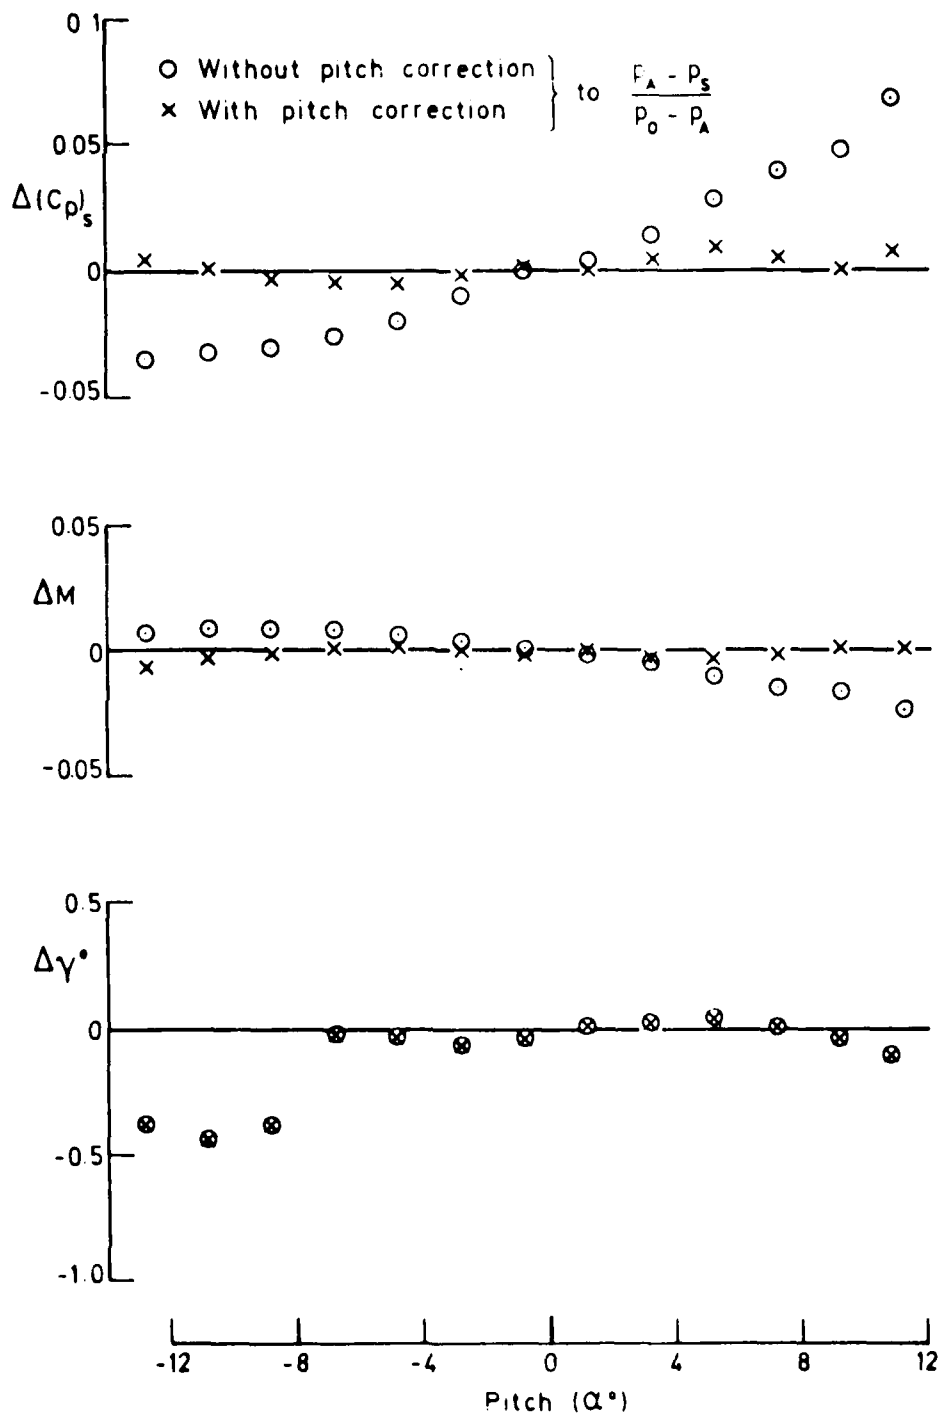 0.1
O Without pitch correction
× With pitch correction
} to (P_A - P_S) / (P_O - P_A)
0.05
Δ(Cp)s
0
-0.05
0.05
ΔM
0
-0.05
0.5
Δγ°
0
-0.5
-1.0
-12 -8 -4 0 4 8 12
Pitch (α°)